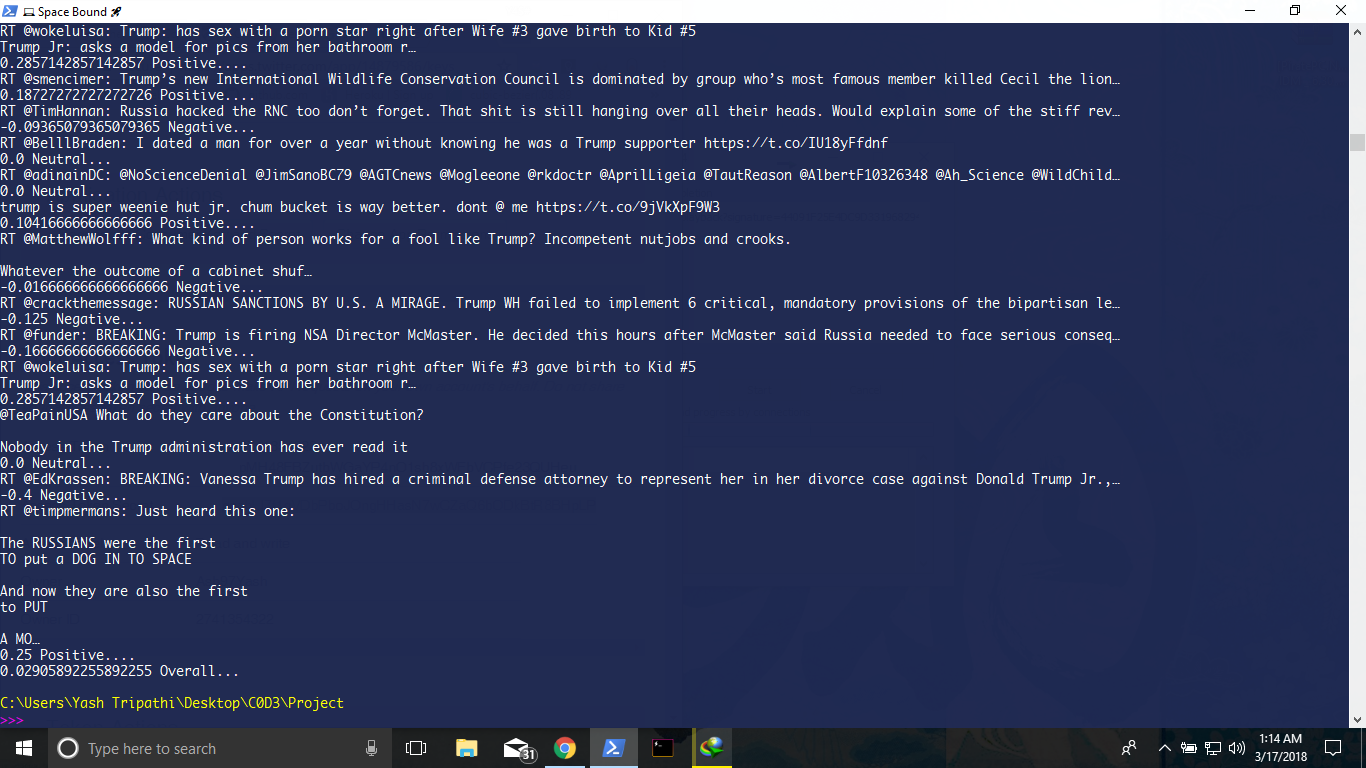 Space Bound 🚀
RT @wokeluisa: Trump: has sex with a porn star right after Wife #3 gave birth to Kid #5
Trump Jr: asks a model for pics from her bathroom r…
0.2857142857142857 Positive....
RT @smencimer: Trump’s new International Wildlife Conservation Council is dominated by group who’s most famous member killed Cecil the lion…
0.18727272727272726 Positive....
RT @TimHannan: Russia hacked the RNC too don’t forget. That shit is still hanging over all their heads. Would explain some of the stiff rev…
-0.09365079365079365 Negative...
RT @BelllBraden: I dated a man for over a year without knowing he was a Trump supporter https://t.co/IU18yFfdnf
0.0 Neutral...
RT @adinainDC: @NoScienceDenial @JimSanoBC79 @AGTCnews @Mogleeone @rkdoctr @AprilLigeia @TautReason @AlbertF10326348 @Ah_Science @WildChild…
0.0 Neutral...
trump is super weenie hut jr. chum bucket is way better. dont @ me https://t.co/9jVkXpF9W3
0.10416666666666666 Positive....
RT @MatthewWolfff: What kind of person works for a fool like Trump? Incompetent nutjobs and crooks.
Whatever the outcome of a cabinet shuf…
-0.016666666666666666 Negative...
RT @crackthemessage: RUSSIAN SANCTIONS BY U.S. A MIRAGE. Trump WH failed to implement 6 critical, mandatory provisions of the bipartisan le…
-0.125 Negative...
RT @funder: BREAKING: Trump is firing NSA Director McMaster. He decided this hours after McMaster said Russia needed to face serious conseq…
-0.16666666666666666 Negative...
RT @wokeluisa: Trump: has sex with a porn star right after Wife #3 gave birth to Kid #5
Trump Jr: asks a model for pics from her bathroom r…
0.2857142857142857 Positive....
@TeaPainUSA What do they care about the Constitution?
Nobody in the Trump administration has ever read it
0.0 Neutral...
RT @EdKrassen: BREAKING: Vanessa Trump has hired a criminal defense attorney to represent her in her divorce case against Donald Trump Jr.,…
-0.4 Negative...
RT @timpmermans: Just heard this one:
The RUSSIANS were the first
TO put a DOG IN TO SPACE
And now they are also the first
to PUT
A MO…
0.25 Positive....
0.02905892255892255 Overall...
C:\Users\Yash Tripathi\Desktop\C0D3\Project
>>>
Type here to search
31
1:14 AM
3/17/2018